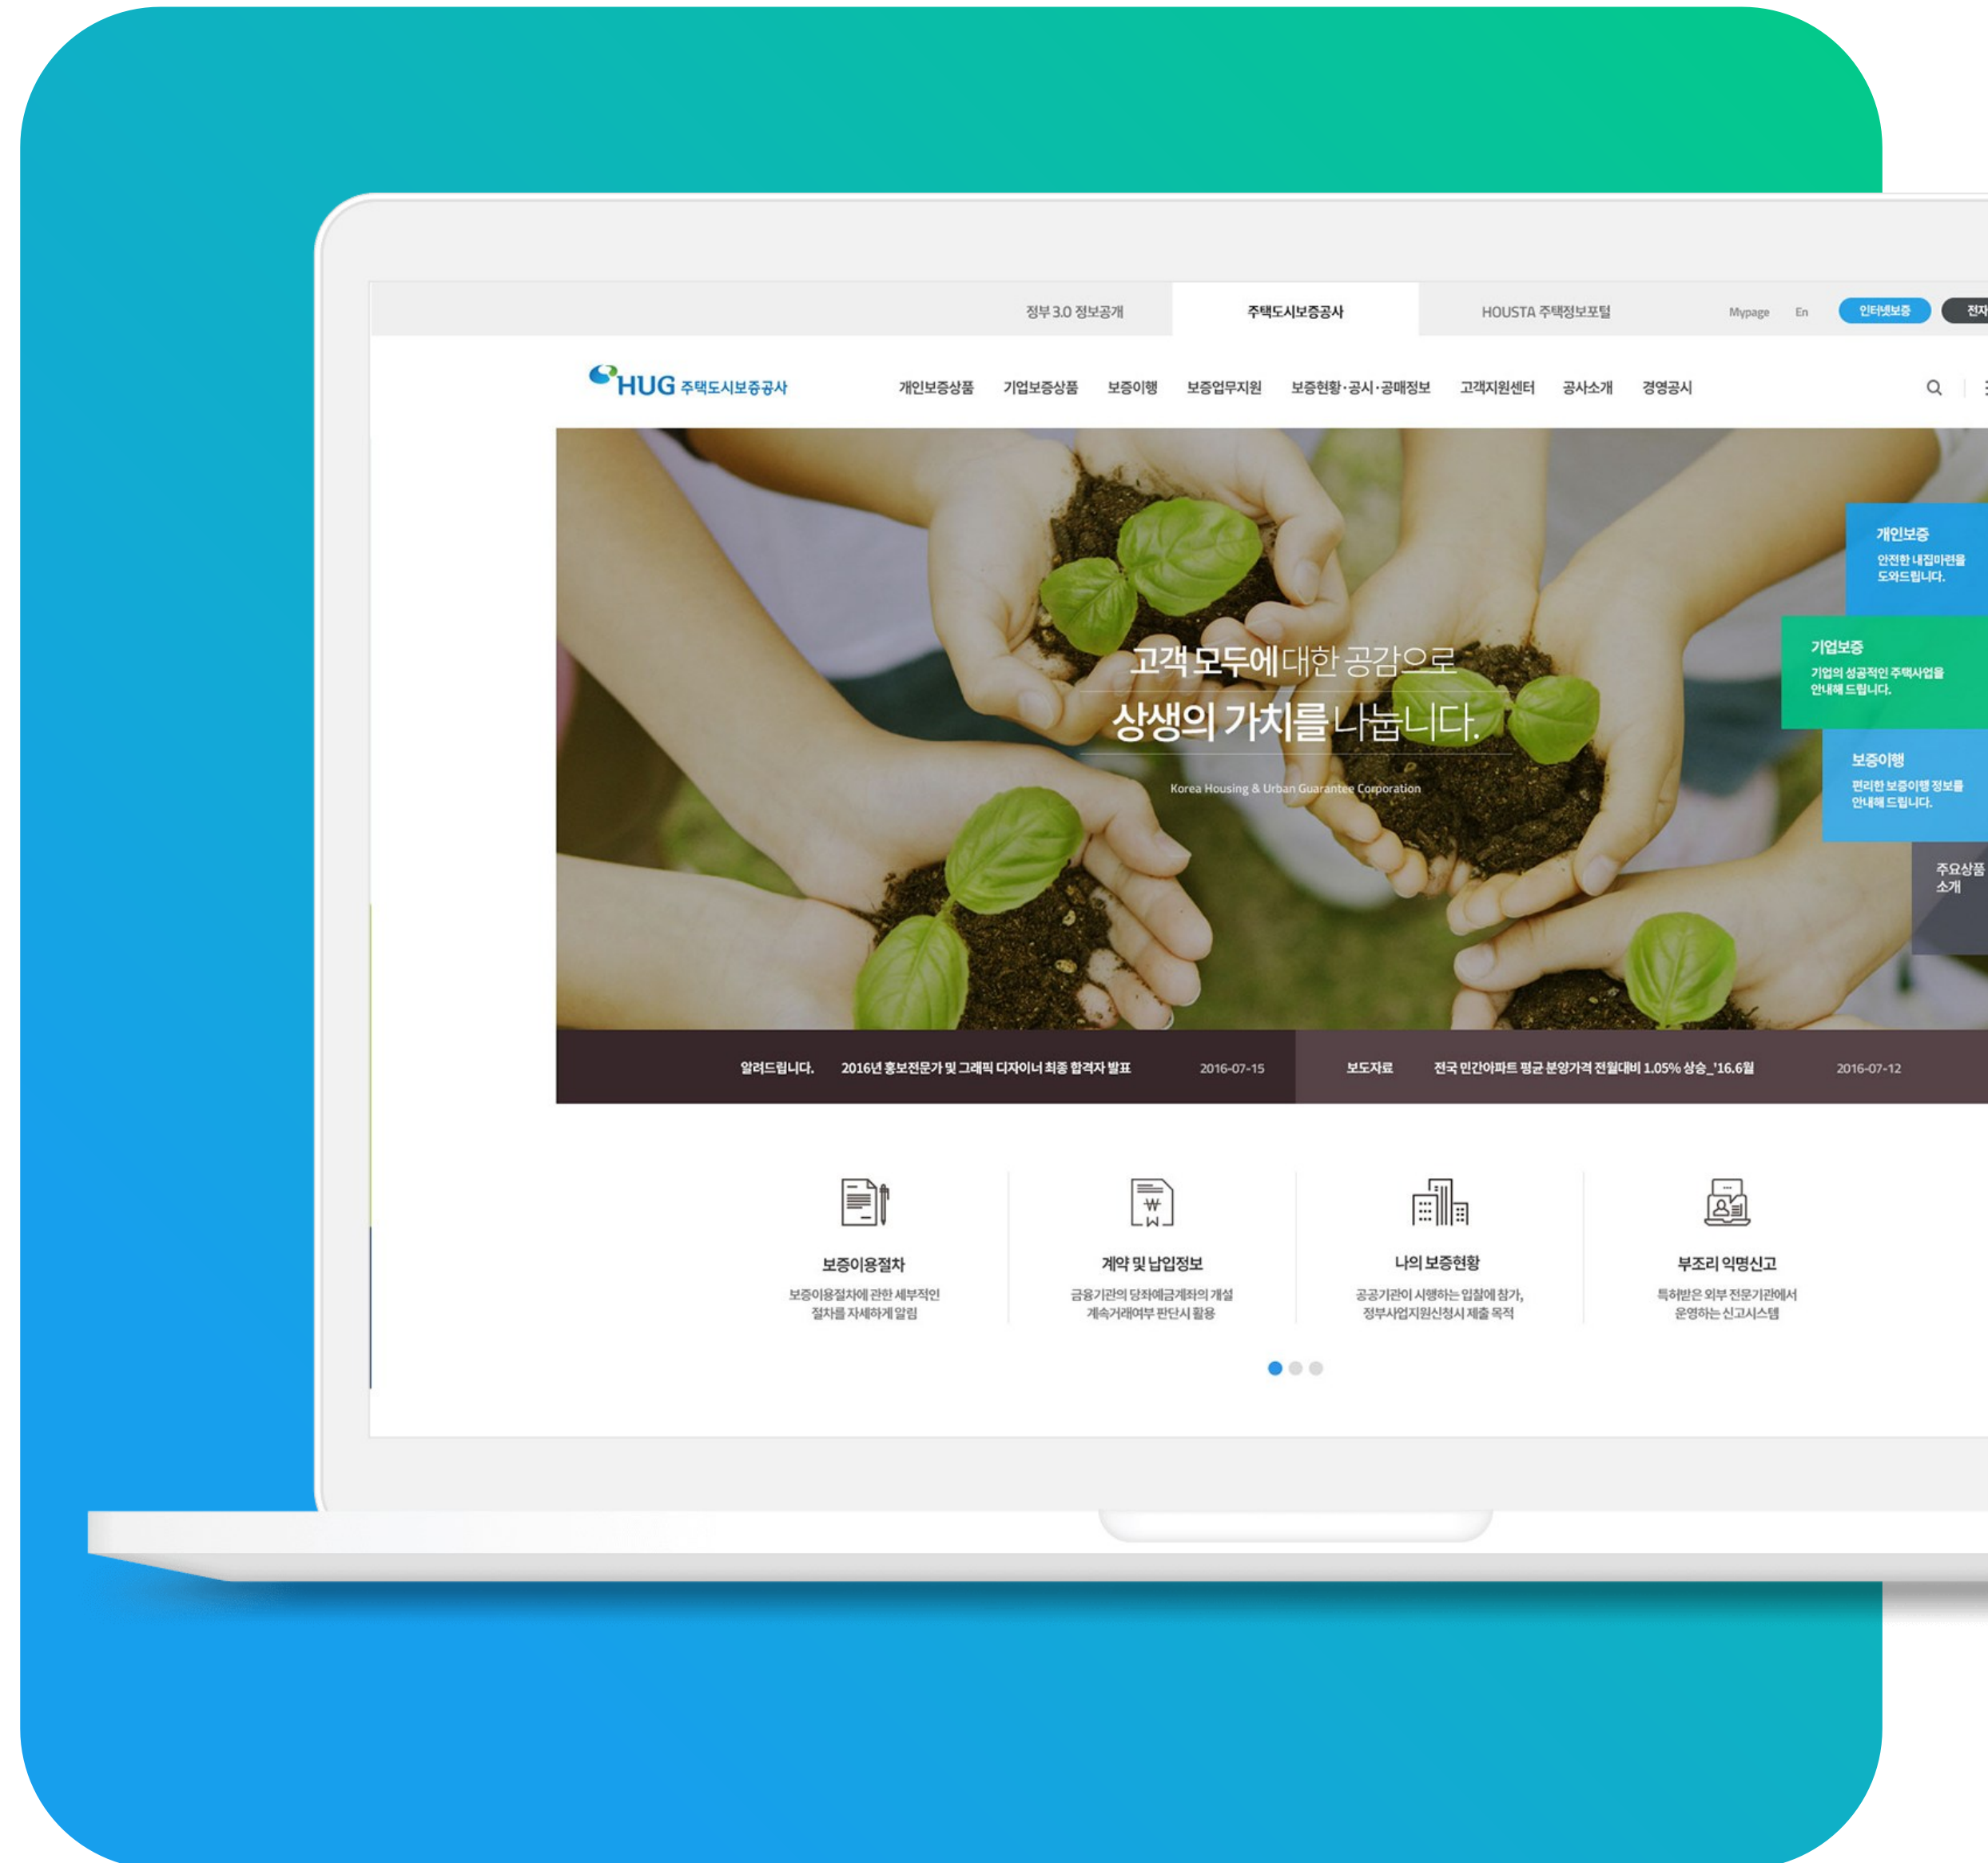 정부 3.0 정보공개
주택도시보증공사
HOUSTA 주택정보포털
Mypage
En
인터넷보증
전자
HUG 주택도시보증공사
개인보증상품
기업보증상품
보증이행
보증업무지원
보증현황·공시·공매정보
고객지원센터
공사소개
경영공시
고객 모두에 대한 공감으로
상생의 가치를 나눕니다.
Korea Housing & Urban Guarantee Corporation
개인보증
안전한 내집마련을
도와드립니다.
기업보증
기업의 성공적인 주택사업을
안내해 드립니다.
보증이행
편리한 보증이행 정보를
안내해 드립니다.
주요상품
소개
알려드립니다.
2016년 홍보전문가 및 그래픽 디자이너 최종 합격자 발표
2016-07-15
보도자료
전국 민간아파트 평균 분양가격 전월대비 1.05% 상승_'16.6월
2016-07-12
보증이용절차
보증이용절차에 관한 세부적인
절차를 자세하게 알림
계약 및 납입정보
금융기관의 당좌예금계좌의 개설
계속거래여부 판단시 활용
나의 보증현황
공공기관이 시행하는 입찰에 참가,
정부사업지원신청시 제출 목적
부조리 익명신고
특허받은 외부 전문기관에서
운영하는 신고시스템